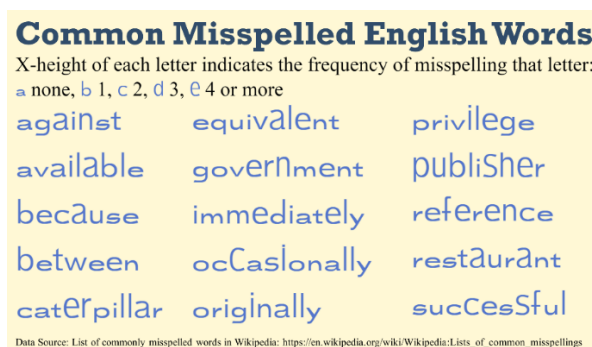 Common Misspelled English Words
X-height of each letter indicates the frequency of misspelling that letter:
a none, b 1, c 2, d 3, e 4 or more
against equivalent privilege
available government publisher
because immediately reference
between occasionally restaurant
caterpillar originally successful
Data Source: List of commonly misspelled words in Wikipedia: https://en.wikipedia.org/wiki/Wikipedia:Lists_of_common_misspellings